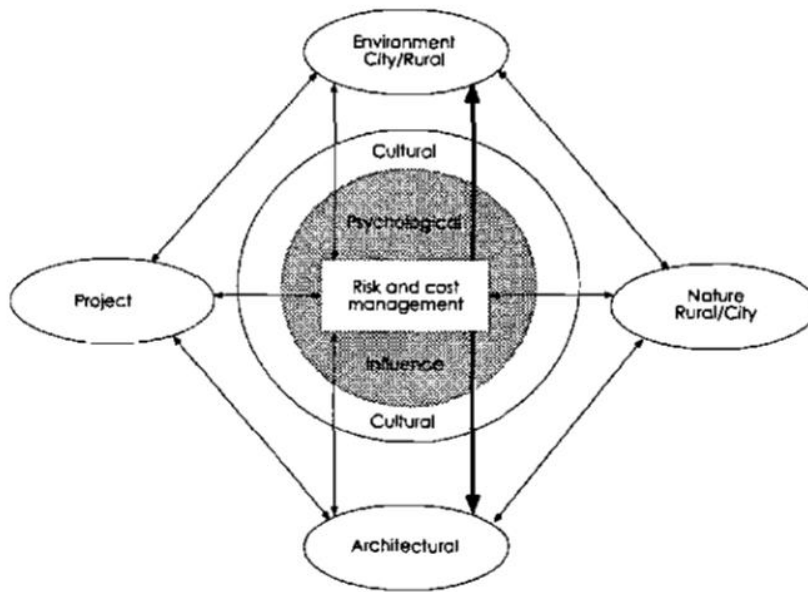 Environment
City/Rural
Cultural
Psychological
Project
Risk and cost
management
Nature
Rural/City
Influence
Cultural
Architectural